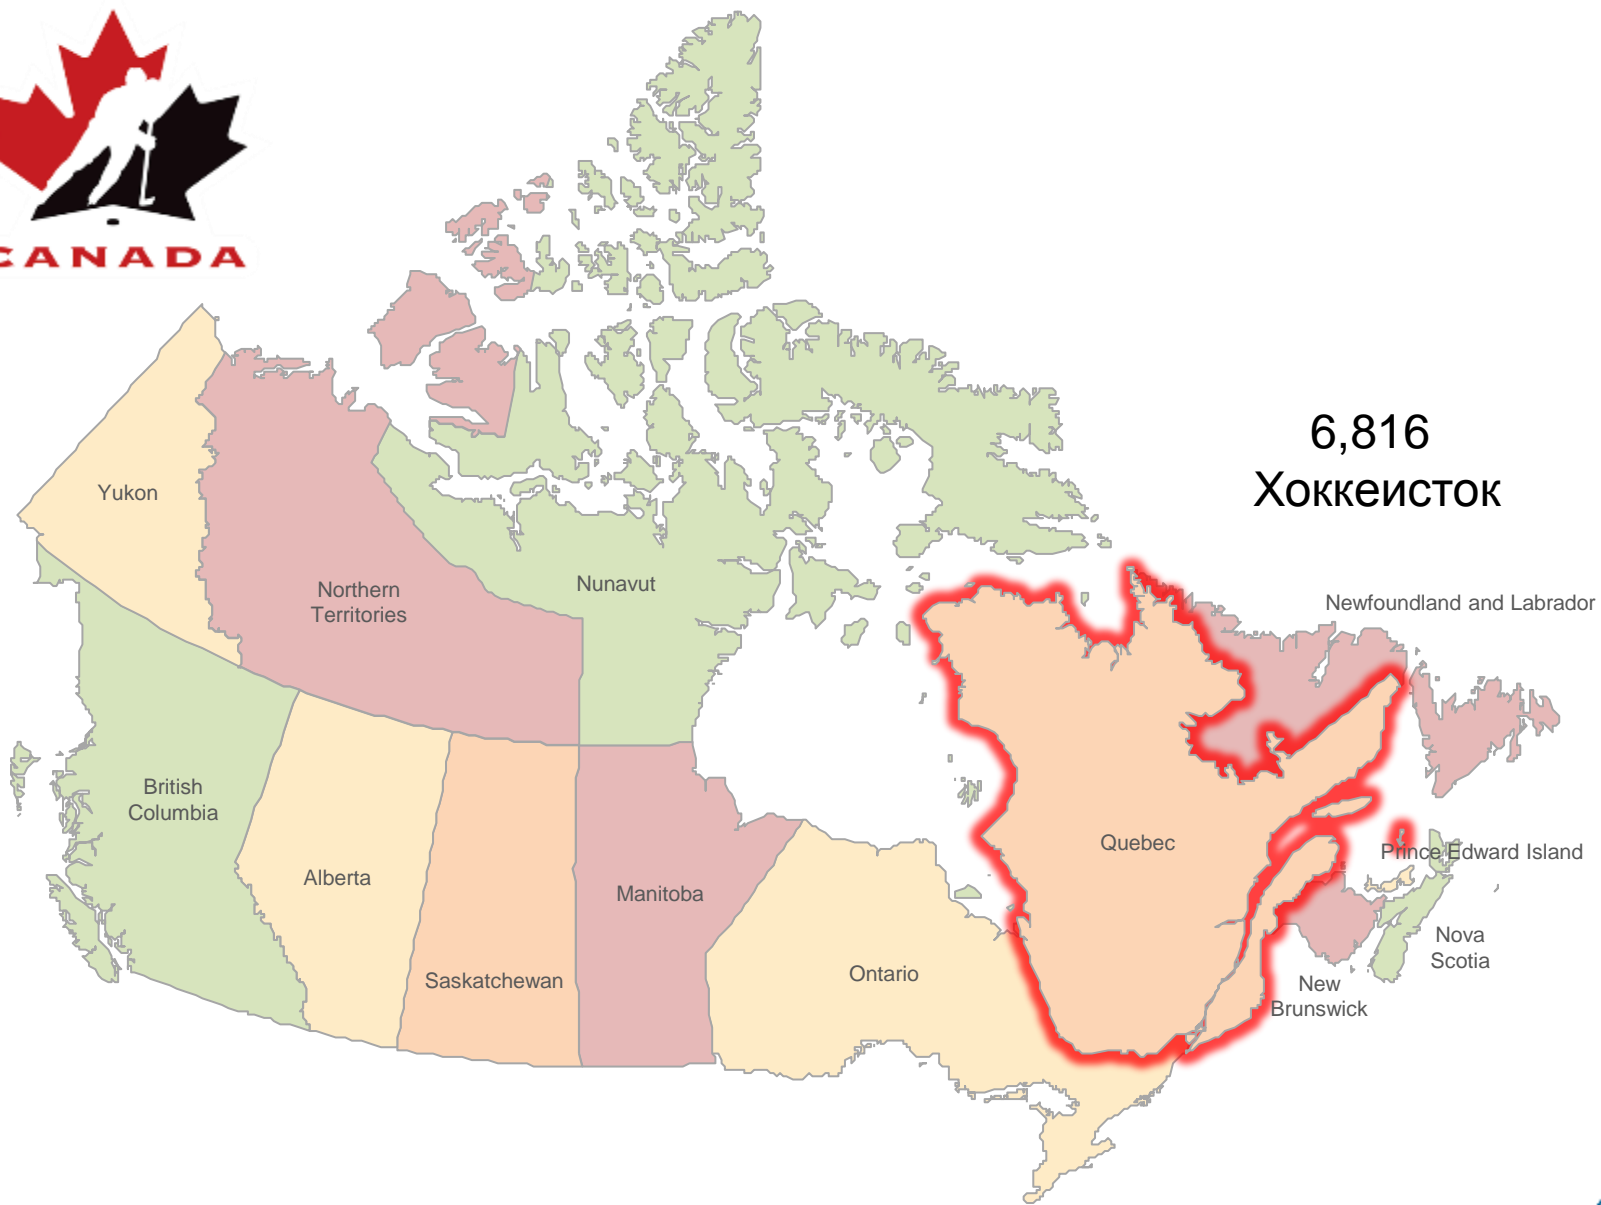 CANADA
6,816
Хоккеисток
Yukon
Northern
Territories
Nunavut
Newfoundland and Labrador
British
Columbia
Alberta
Saskatchewan
Manitoba
Ontario
Quebec
Prince Edward Island
Nova
Scotia
New
Brunswick